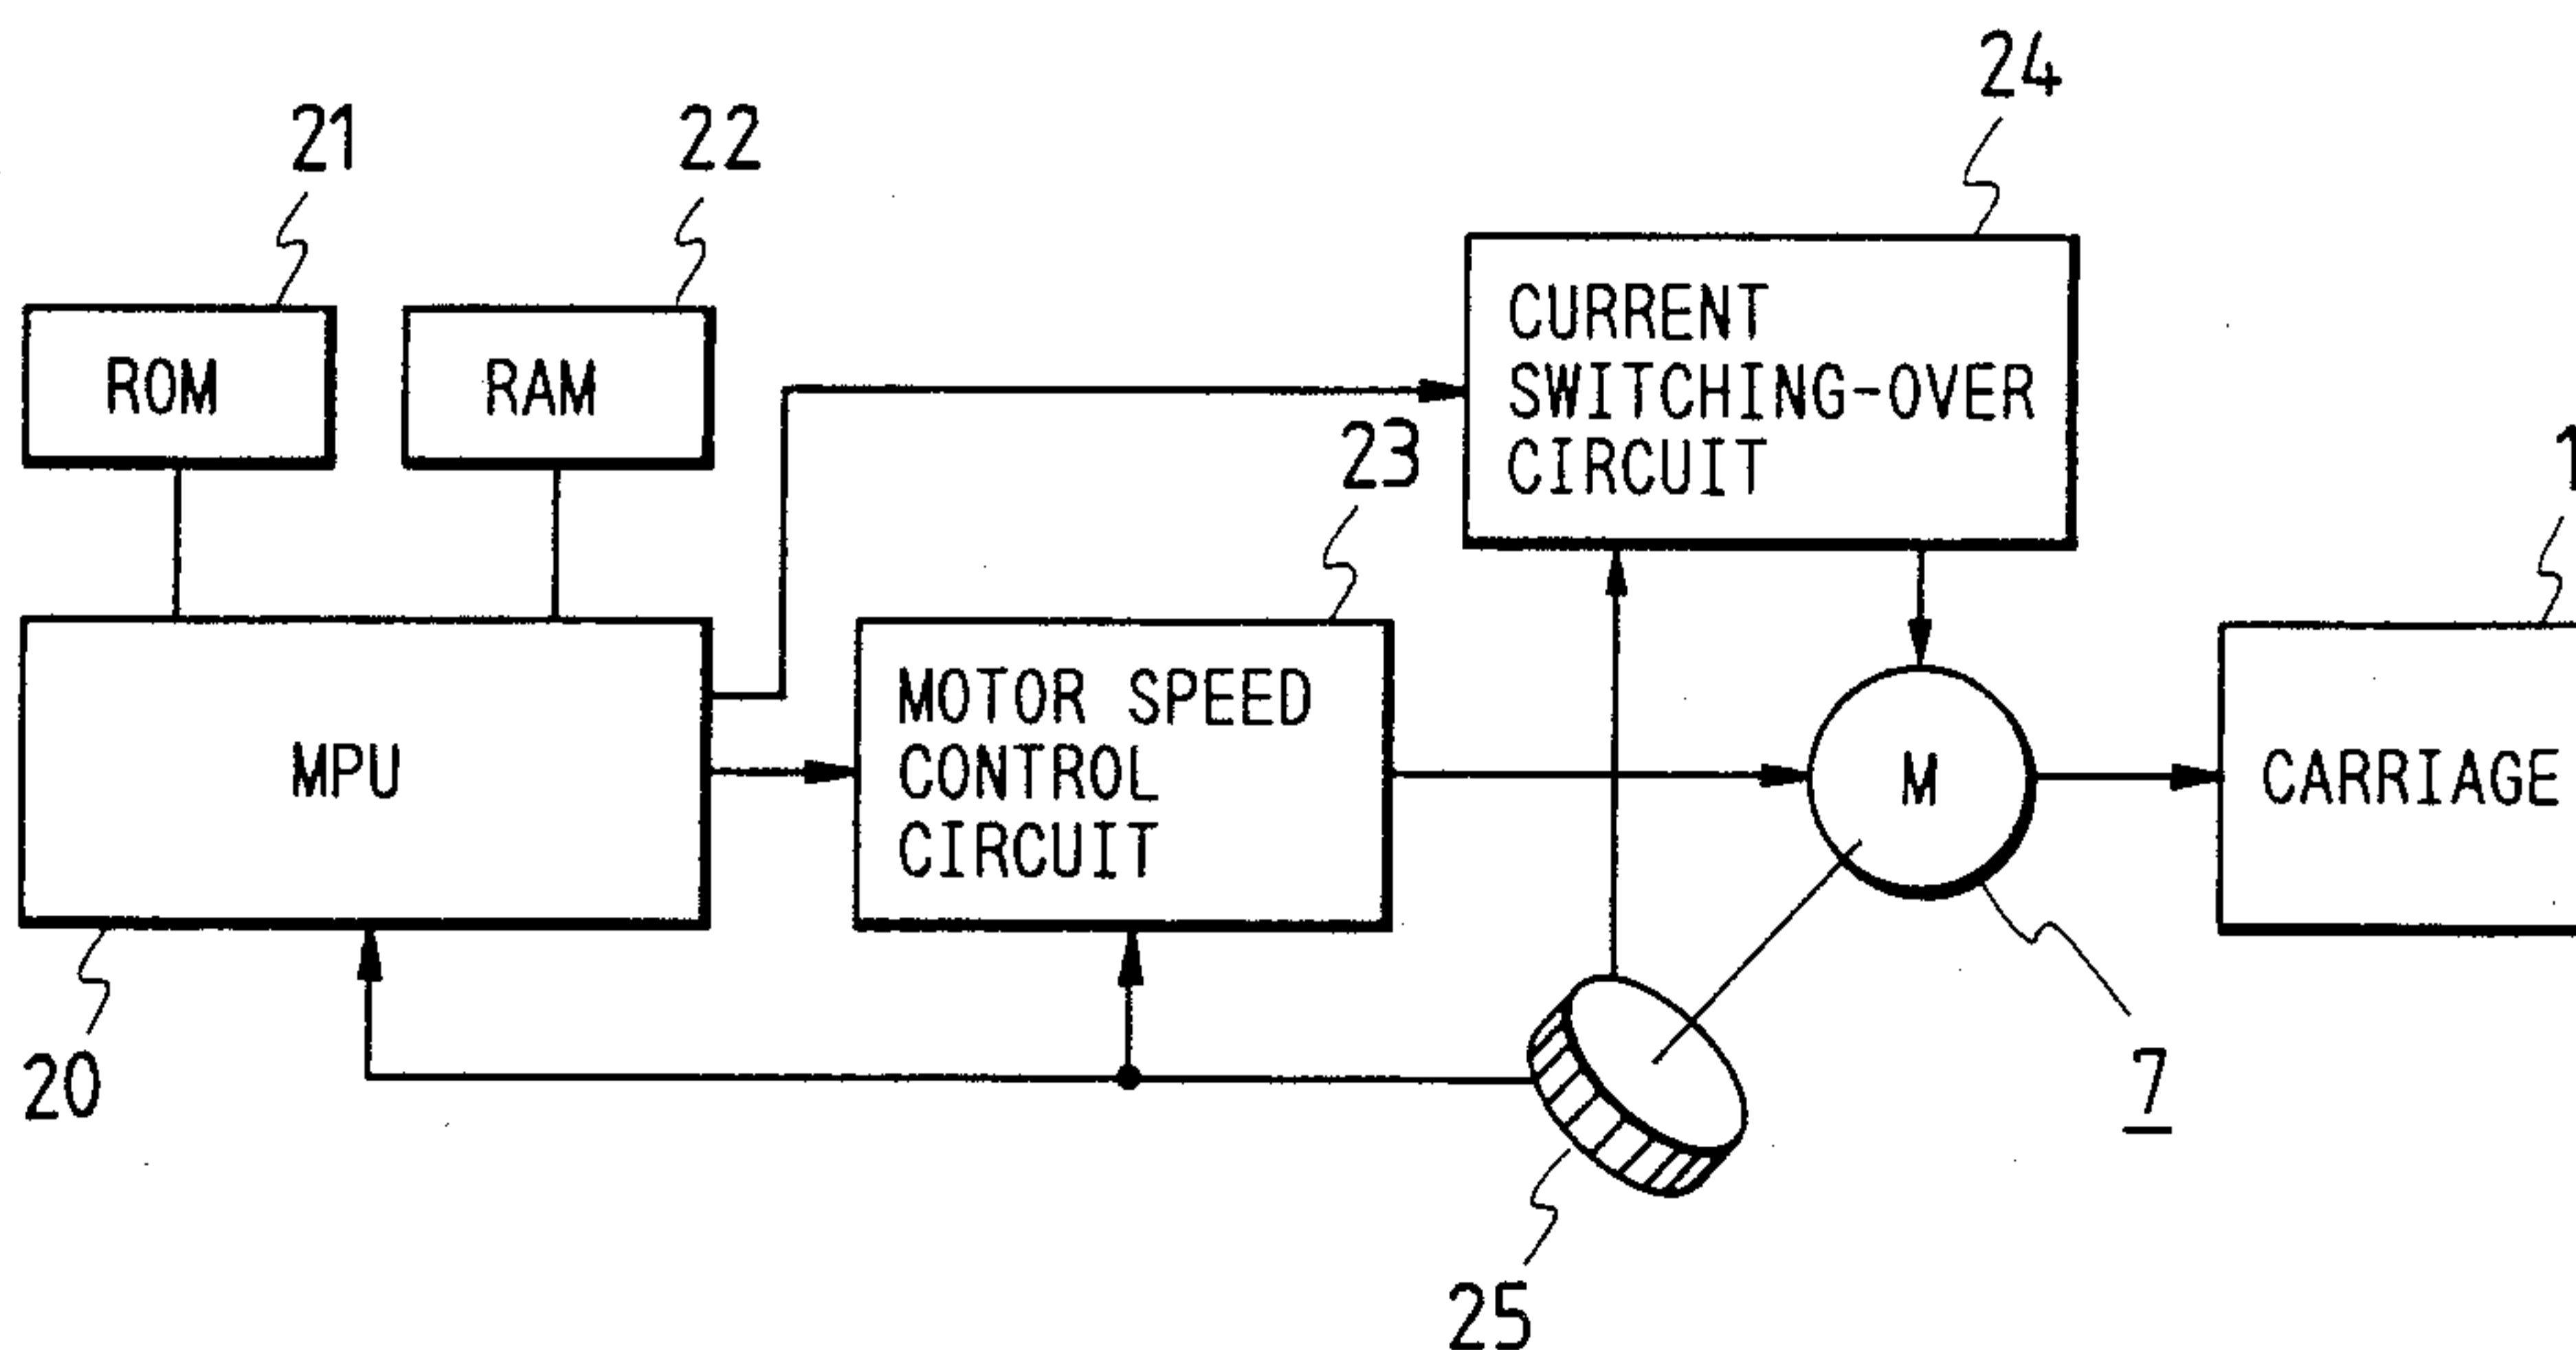 24
21
22
CURRENT
SWITCHING-OVER
CIRCUIT
ROM
RAM
23
MOTOR SPEED
CONTROL
CIRCUIT
MPU
M
CARRIAGE
20
7
25